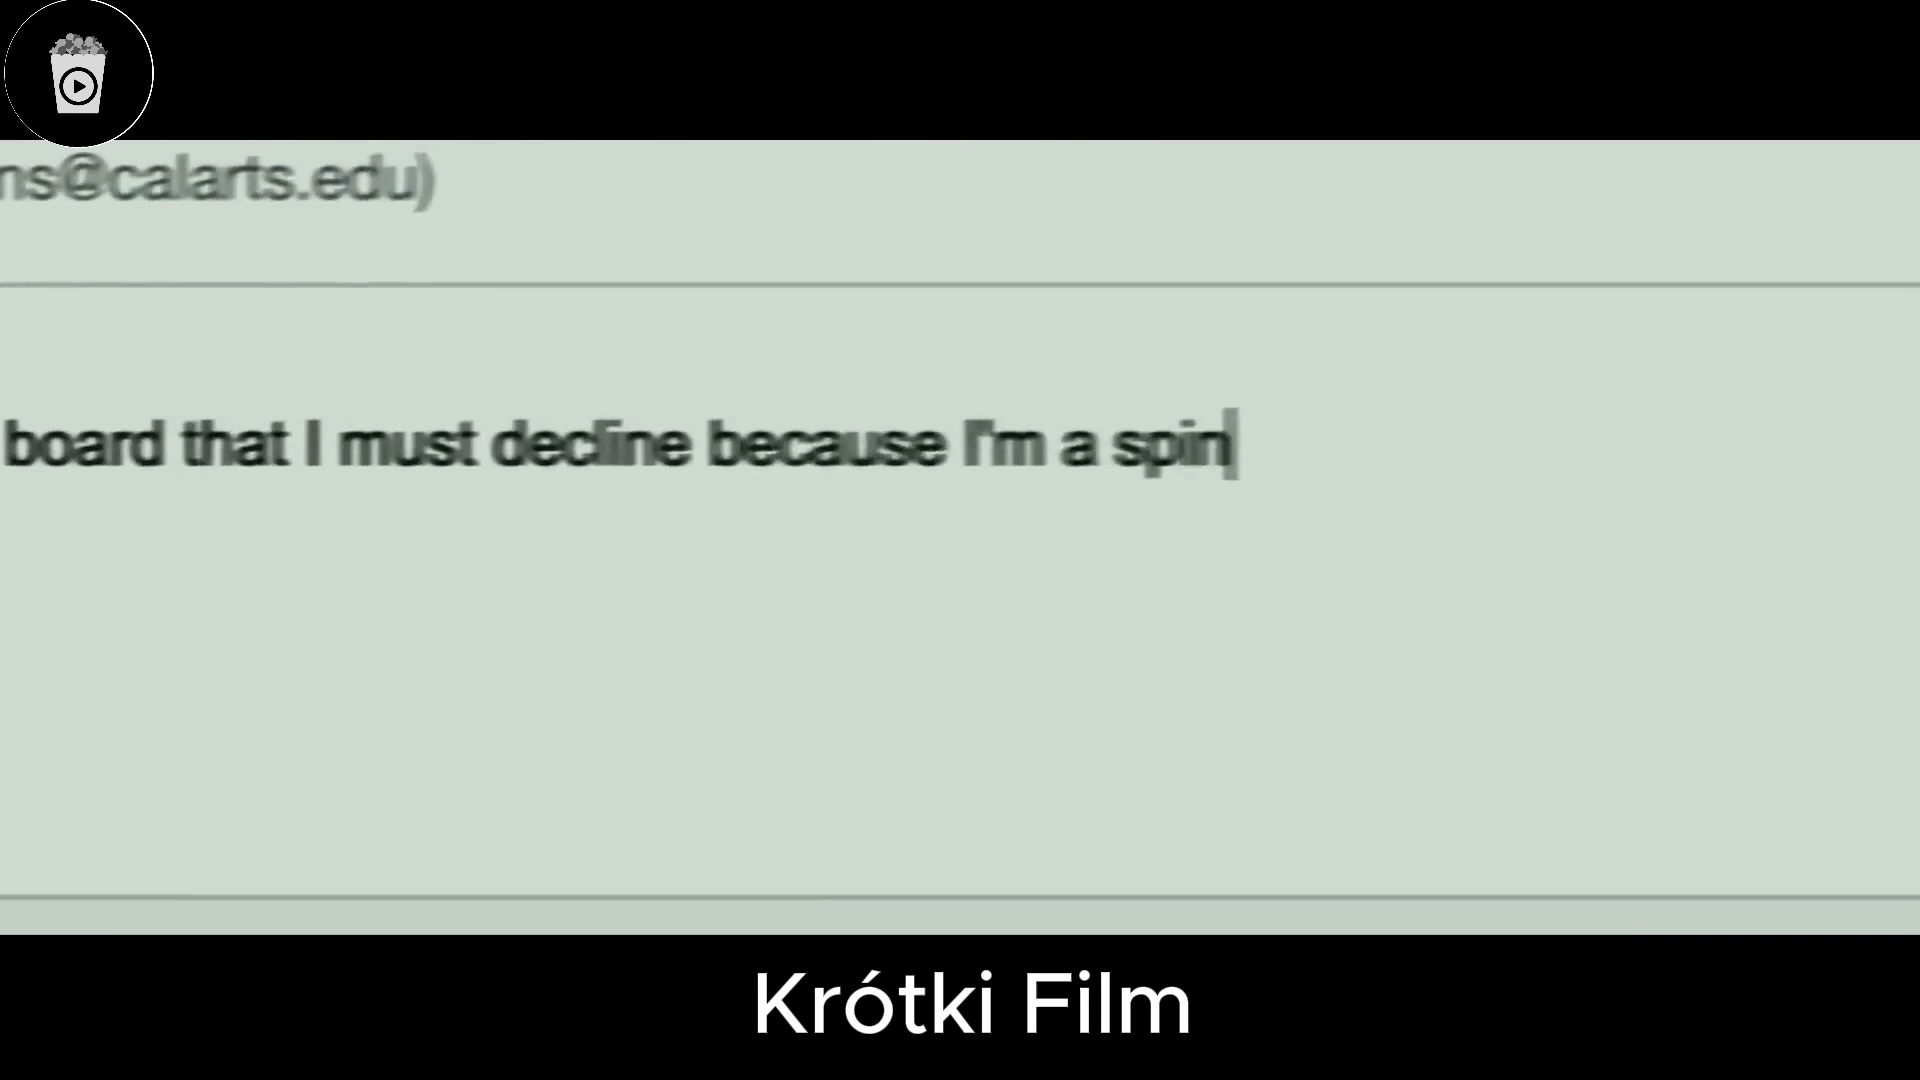 ns@calarts.edu)
board that I must decline because I'm a spin
Krótki Film